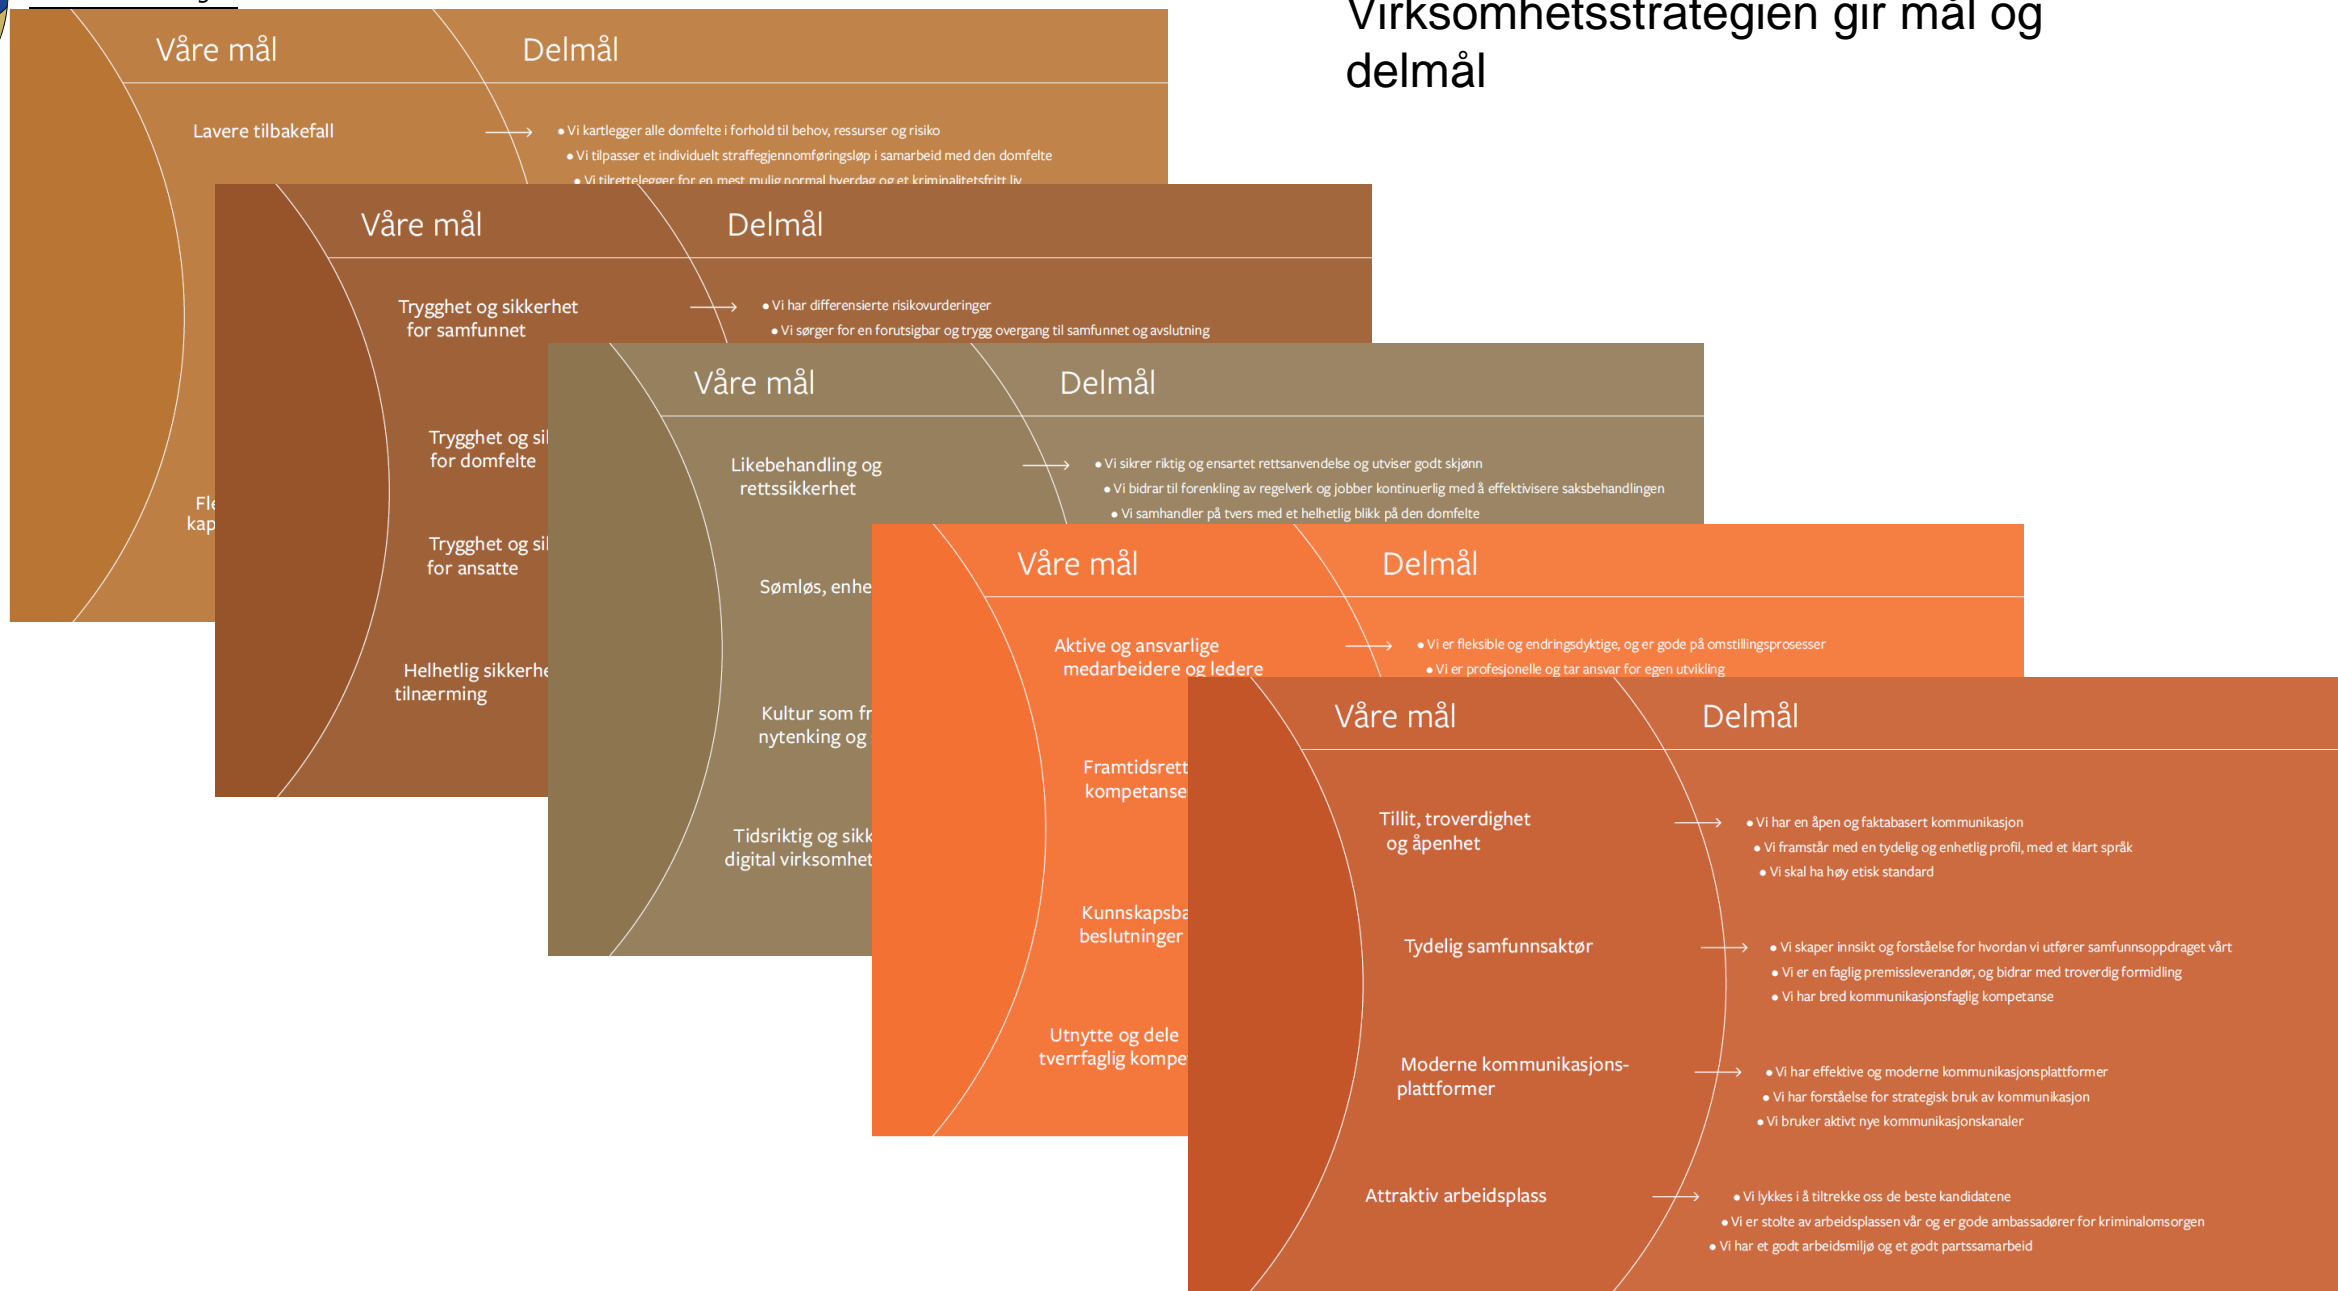 Virksomhetsstrategien gir mål og
delmål
Våre mål
Delmål
Lavere tilbakefall
• Vi kartlegger alle domfelte i forhold til behov, ressurser og risiko
• Vi tilpasser et individuelt straffegjennomføringsløp i samarbeid med den domfelte
• Vi tilrettelegger for en mest mulig normal hverdag og et kriminalitetsfritt liv
Våre mål
Delmål
Trygghet og sikkerhet
for samfunnet
• Vi har differensierte risikovurderinger
• Vi sørger for en forutsigbar og trygg overgang til samfunnet og avslutning
Trygghet og
for domfelte
Trygghet og
for ansatte
Helhetlig
tilnærming
Våre mål
Delmål
Likebehandling og
rettssikkerhet
• Vi sikrer riktig og ensartet rettsanvendelse og utviser godt skjønn
• Vi bidrar til forenkling av regelverk og jobber kontinuerlig med å effektivisere saksbehandlingen
• Vi samhandler på tvers med et helhetlig blikk på den domfelte
Sømløs,
Kultur som
nytenking og
Tidsriktig og
digital virksomhet
Våre mål
Delmål
Aktive og ansvarlige
medarbeidere og ledere
• Vi er fleksible og endringsdyktige, og er gode på omstillingsprosesser
• Vi er profesjonelle og tar ansvar for egen utvikling
kompetanse
beslutninger
Utnytte og dele
tverrfaglig
Våre mål
Delmål
Tillit, troverdighet
og åpenhet
• Vi har en åpen og faktabasert kommunikasjon
• Vi framstår med en tydelig og enhetlig profil, med et klart språk
• Vi skal ha høy etisk standard
Tydelig samfunnsaktør
• Vi skaper innsikt og forståelse for hvordan vi utfører samfunnsoppdraget vårt
• Vi er en faglig premissleverandør, og bidrar med troverdig formidling
• Vi har bred kommunikasjonsfaglig kompetanse
Moderne kommunikasjons-
plattformer
• Vi har effektive og moderne kommunikasjonsplattformer
• Vi har forståelse for strategisk bruk av kommunikasjon
• Vi bruker aktivt nye kommunikasjonskanaler
Attraktiv arbeidsplass
• Vi lykkes i å tiltrekke oss de beste kandidatene
• Vi er stolte av arbeidsplassen vår og er gode ambassadører for kriminalomsorgen
• Vi har et godt arbeidsmiljø og et godt partssamarbeid